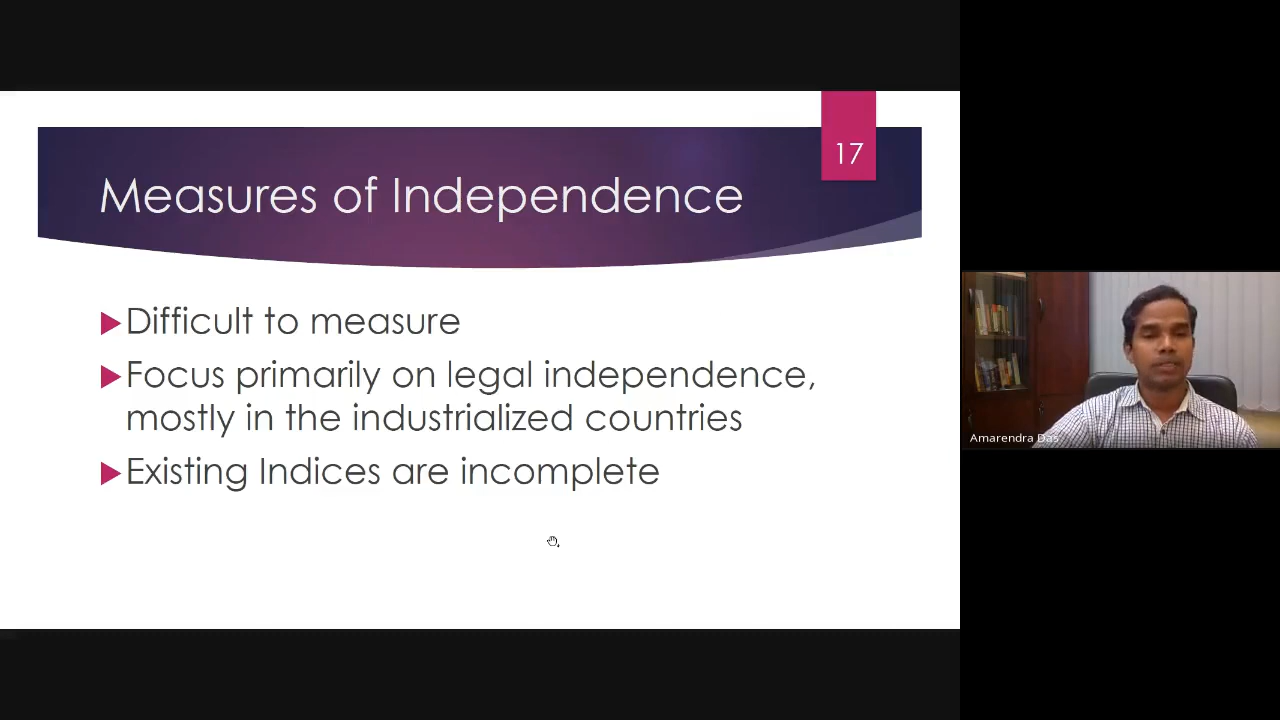 17
Measures of Independence
Difficult to measure
Focus primarily on legal independence,
mostly in the industrialized countries
Existing Indices are incomplete
Amarendra Das